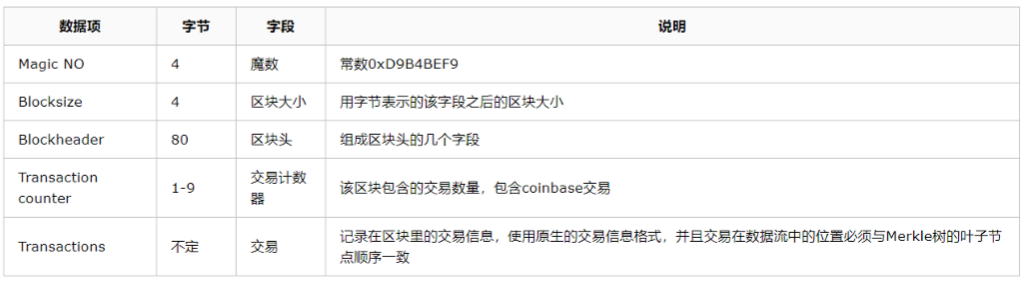 数据项 字节 字段 说明
Magic NO 4 魔数 常数0xD9B4BEF9
Blocksize 4 区块大小 用字节表示的该字段之后的区块大小
Blockheader 80 区块头 组成区块头的几个字段
Transaction
counter
1-9
交易计数
器
该区块包含的交易数量，包含coinbase交易
Transactions 不定 交易
记录在区块里的交易信息，使用原生的交易信息格式，并且交易在数据流中的位置必须与Merkle树的叶子节
点顺序一致